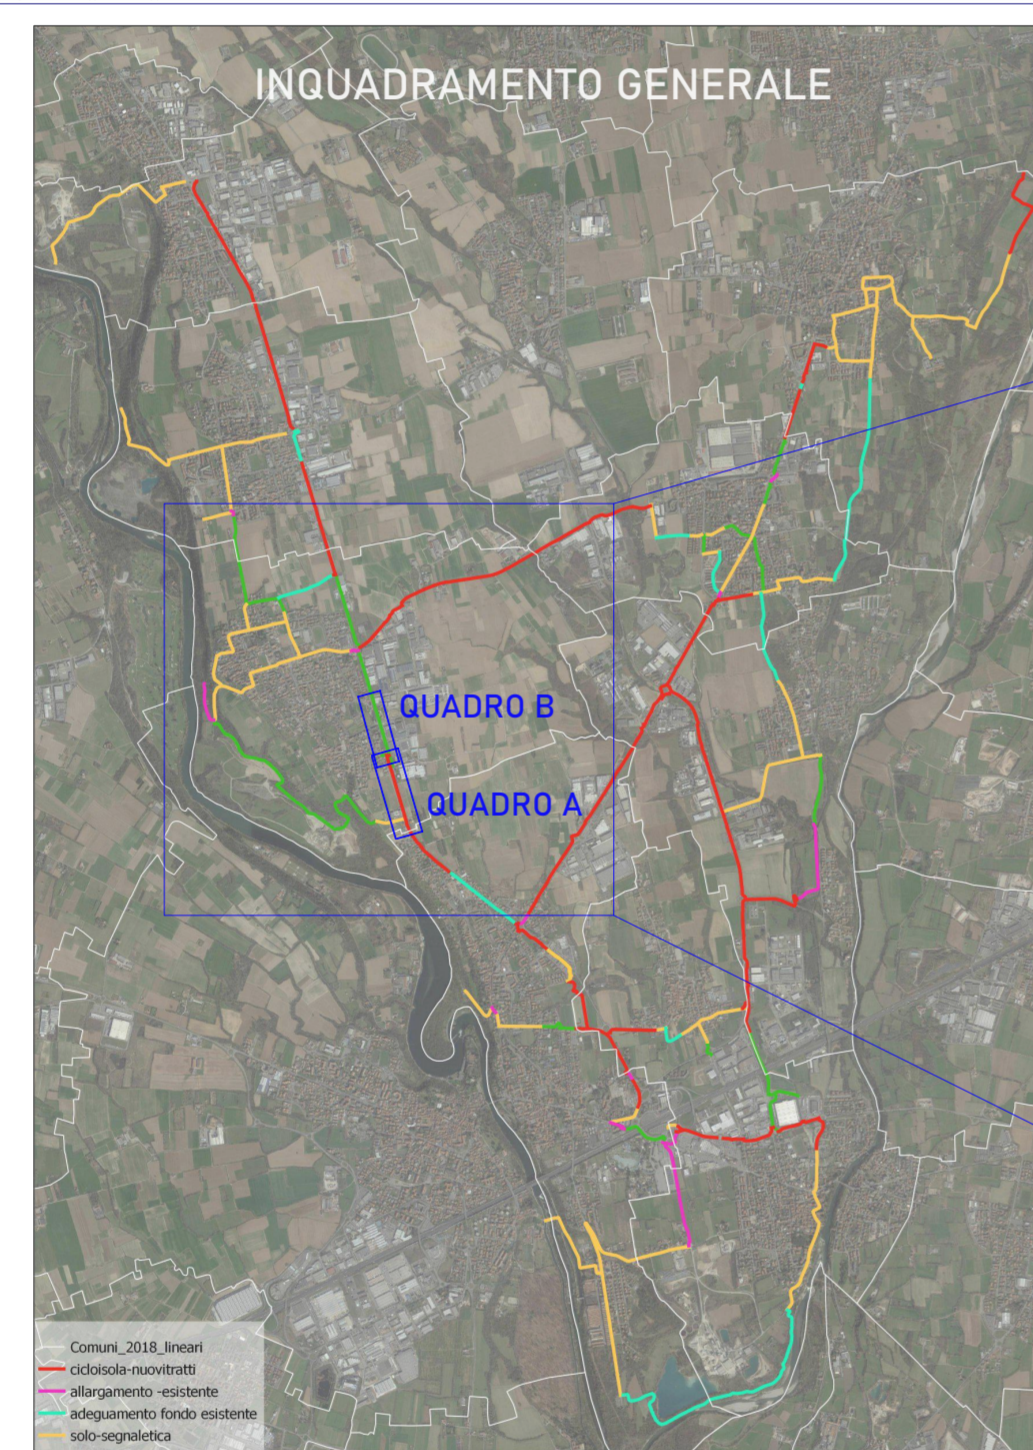 INQUADRAMENTO GENERALE
QUADRO B
QUADRO A
Comuni_2018_lineari
cicloisola-nuovitratti
allargamento -esistente
adeguamento fondo esistente
solo-segnaletica